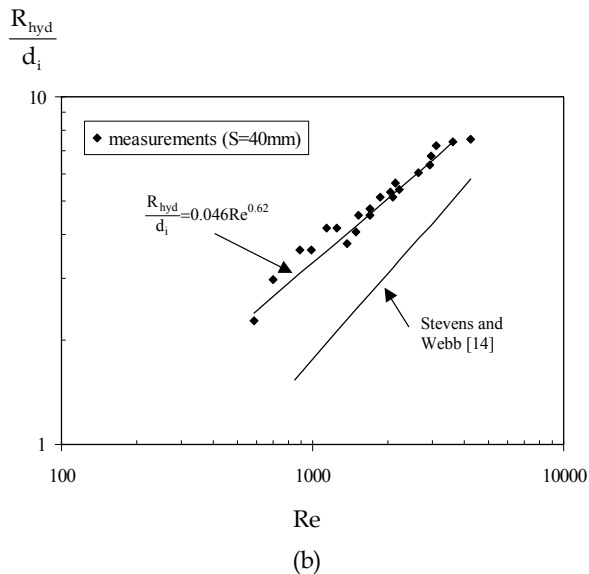 R_hyd
d_i
10
measurements (S=40mm)
R_hyd
d_i
=0.046Re^0.62
Stevens and
Webb [14]
1
100
1000
10000
Re
(b)